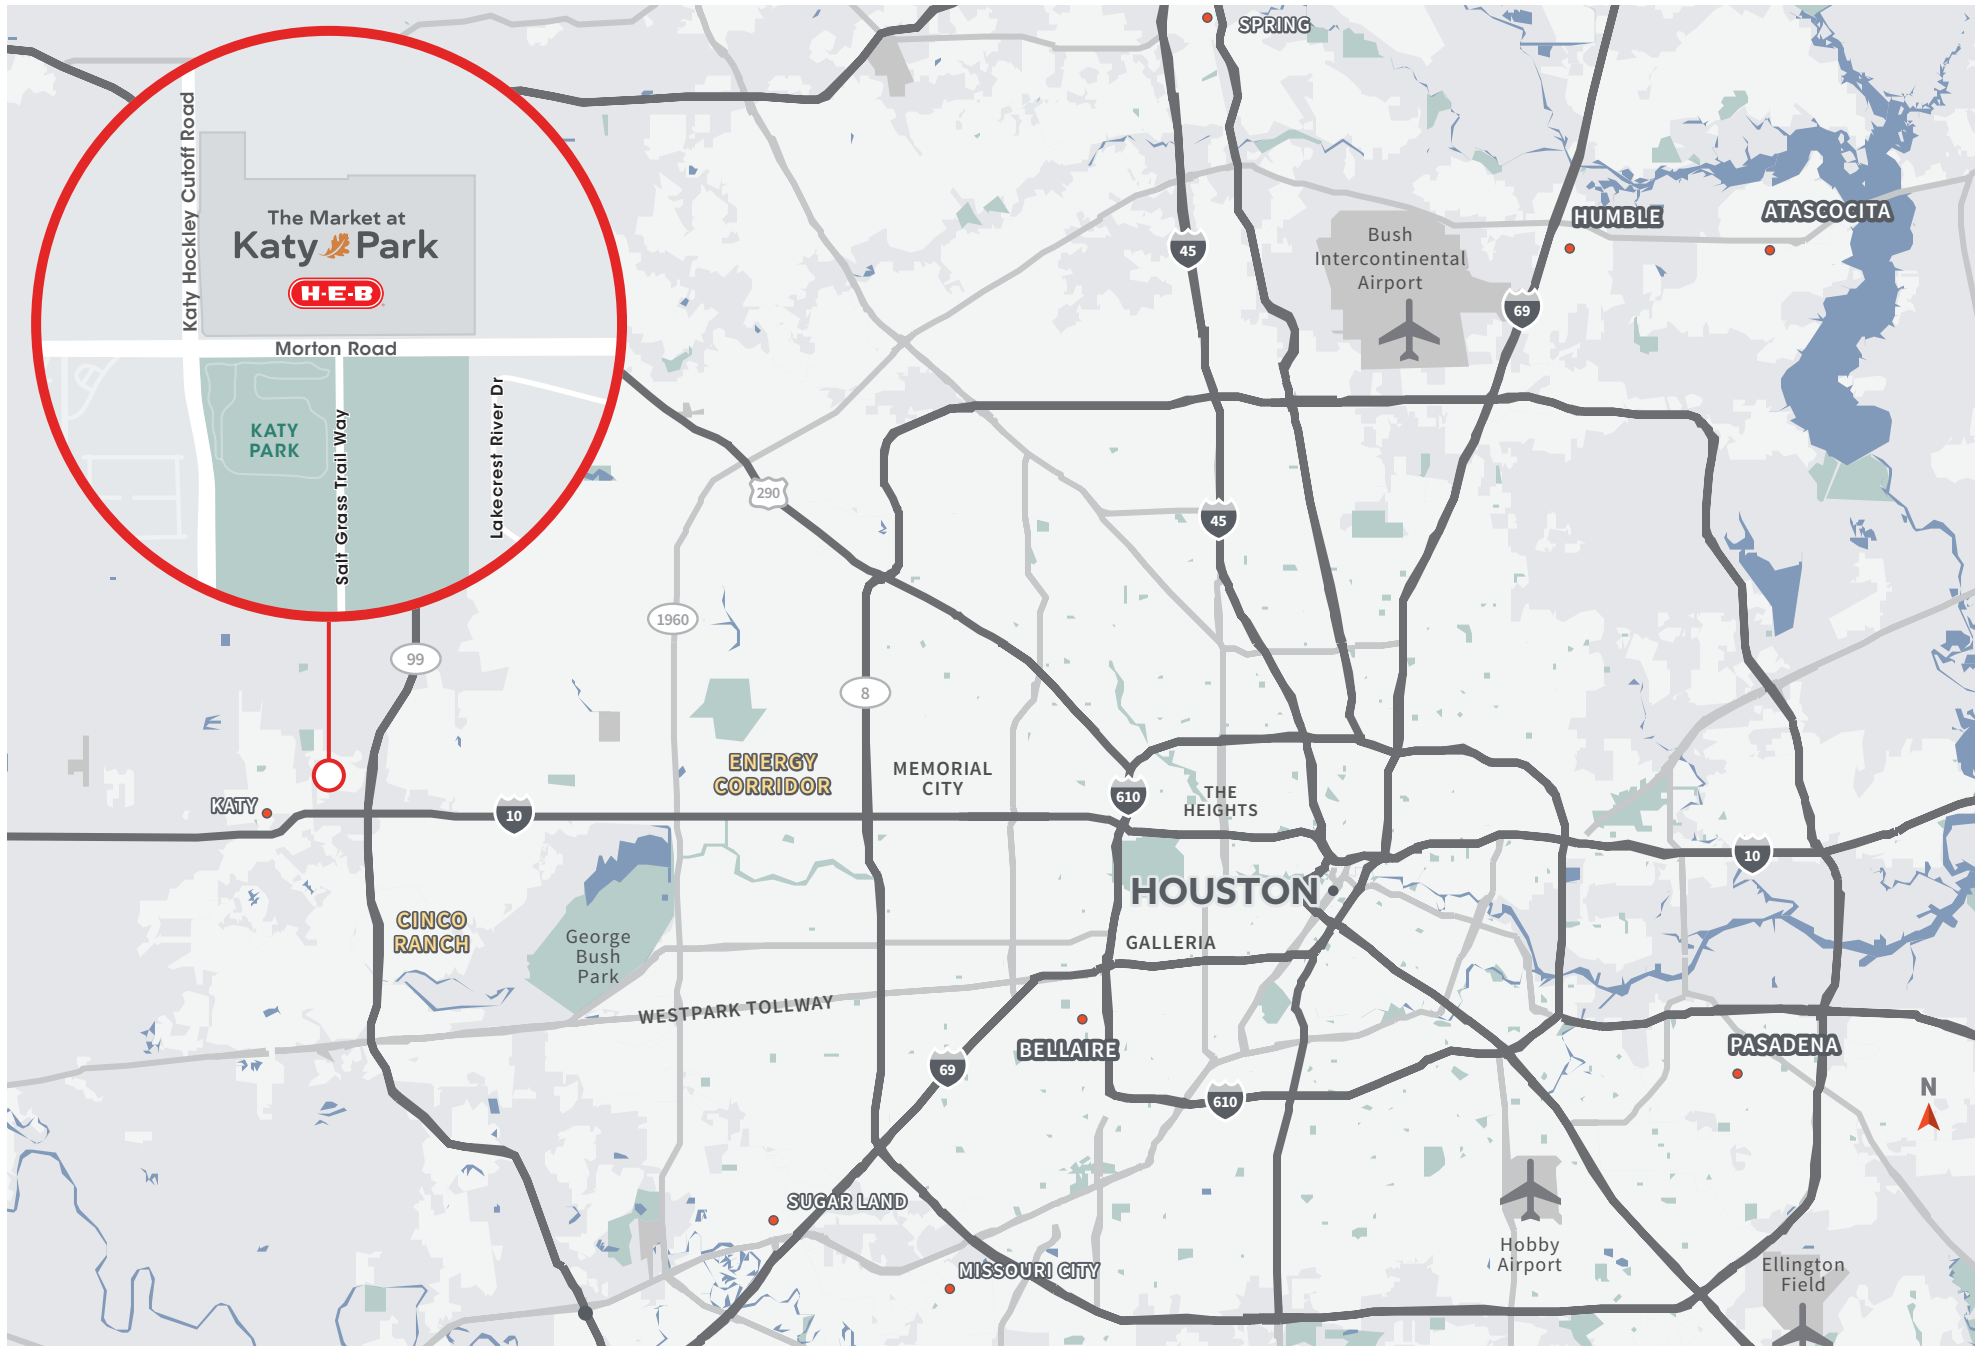 SPRING
Katy Hockley Cutoff Road
The Market at
Katy Park
H-E-B
Morton Road
KATY
PARK
Salt Grass Trail Way
Lakecrest River Dr
HUMBLE
ATASCOCITA
Bush
Intercontinental
Airport
45
69
290
45
1960
99
8
ENERGY
CORRIDOR
MEMORIAL
CITY
610
THE
HEIGHTS
KATY
10
10
HOUSTON
CINCO
RANCH
George
Bush
Park
GALLERIA
WESTPARK TOLLWAY
BELLAIRE
PASADENA
69
610
N
SUGAR LAND
MISSOURI CITY
Hobby
Airport
Ellington
Field